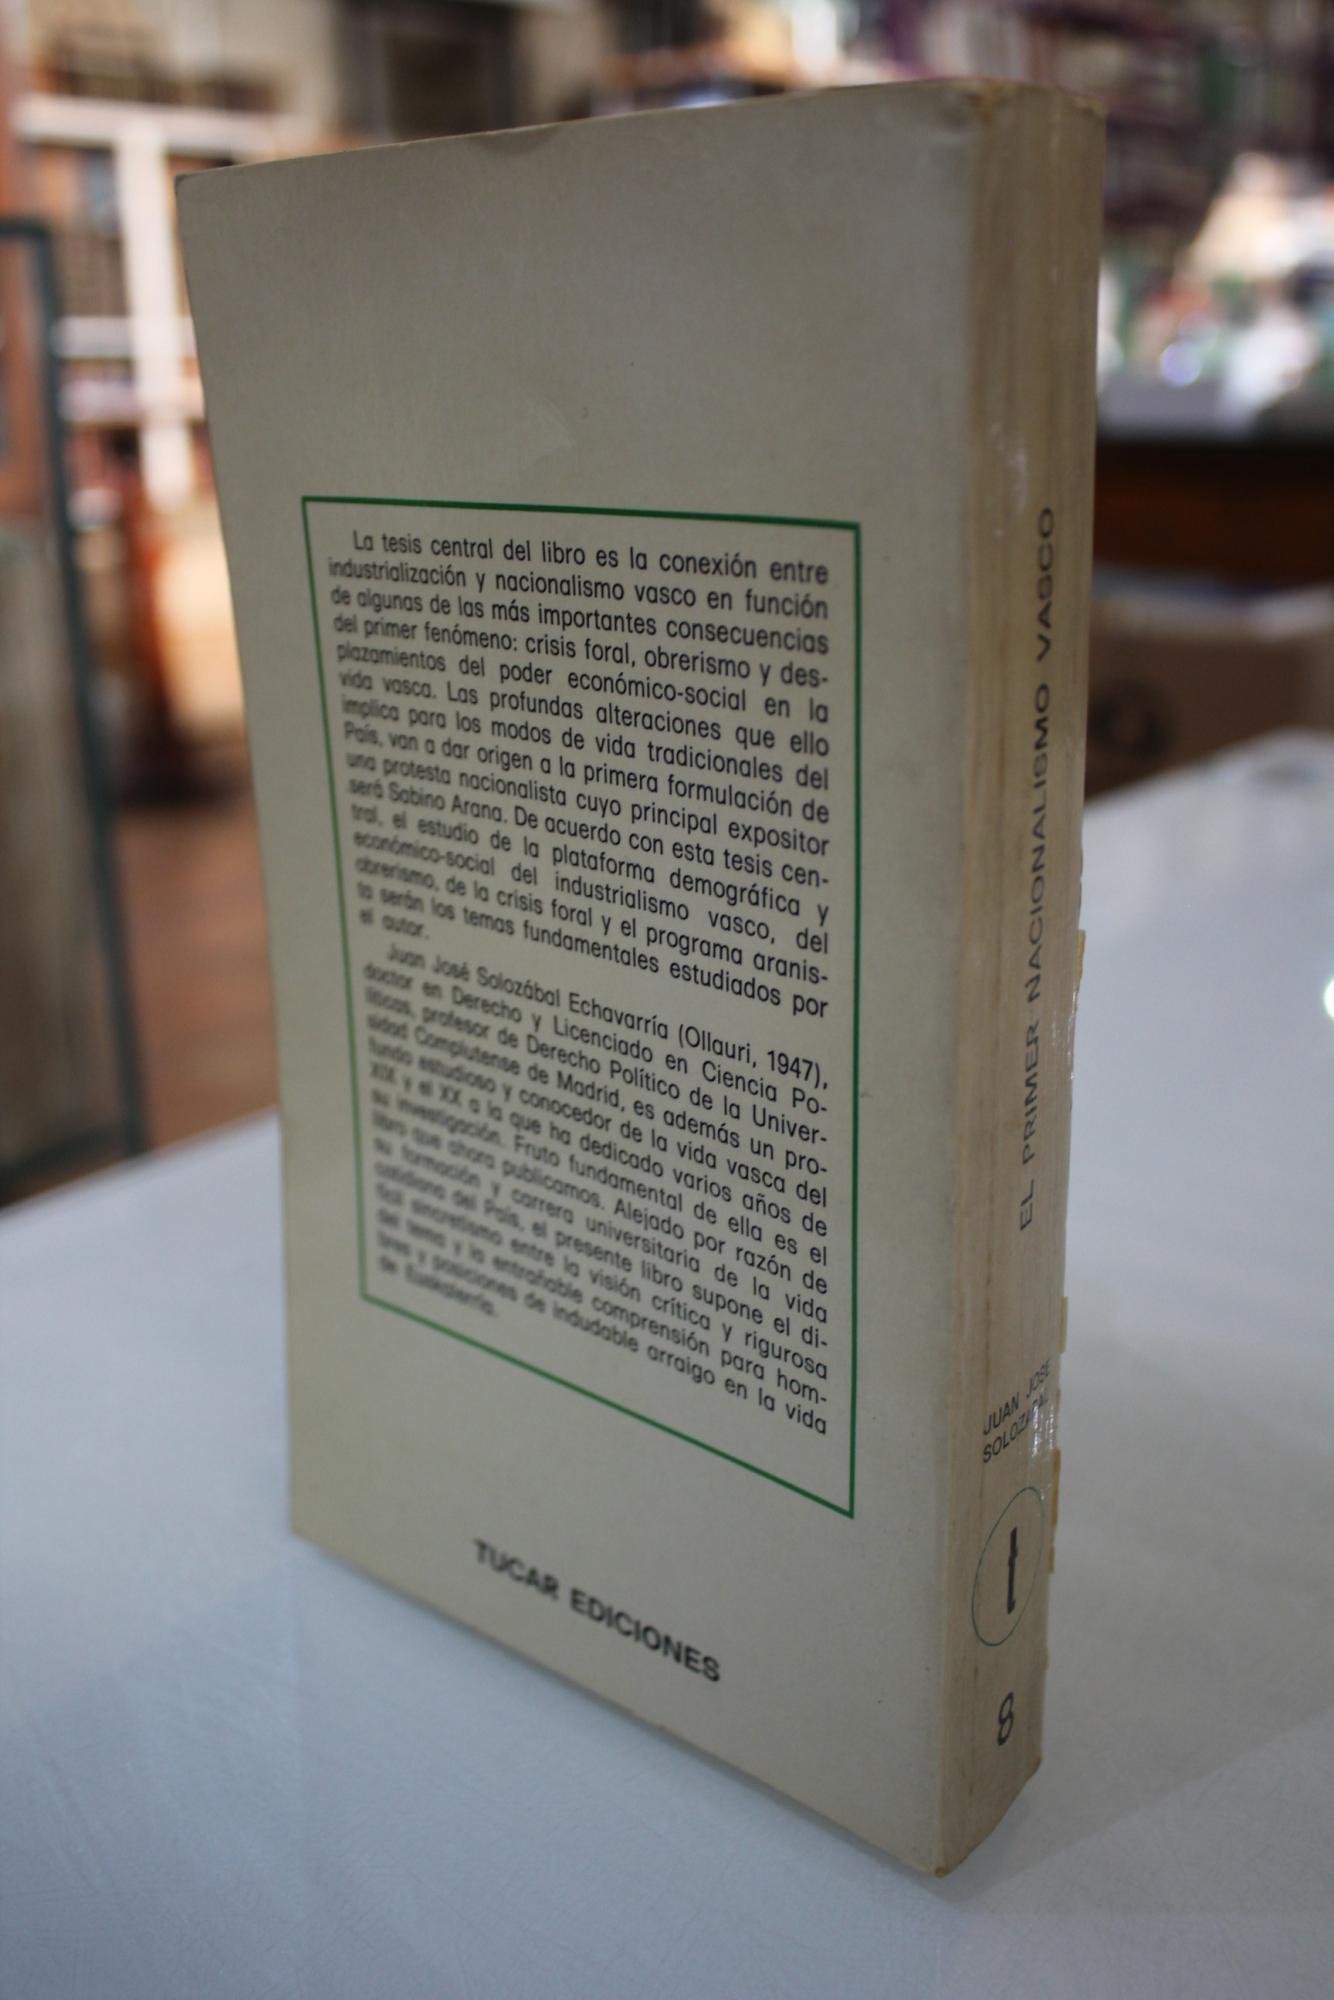 La tesis central del libro es la conexión entre
industrialización y nacionalismo vasco en función
de algunas de las más importantes consecuencias
del primer fenómeno: crisis foral, obrerismo y des-
plazamientos del poder económico-social en la
vida vasca. Las profundas alteraciones que ello
implica para los modos de vida tradicionales del
País, van a dar origen a la primera formulación de
una protesta nacionalista cuyo principal expositor
será Sabino Arana. De acuerdo con esta tesis cen-
tral, el estudio de la plataforma demográfica y
económico-social del industrialismo vasco, del
obrerismo, de la crisis foral y el programa aranis-
ta serán los temas fundamentales estudiados por
el autor.
Juan José Solozábal Echavarría (Ollauri, 1947),
doctor en Derecho y Licenciado en Ciencia Po-
líticas, profesor de Derecho Político de la Univer-
sidad Complutense de Madrid, es además un pro-
fundo estudioso y conocedor de la vida vasca del
XIX y el XX a la que ha dedicado varios años de
su investigación. Fruto fundamental de ella es el
libro que ahora publicamos. Alejado por razón de
su formación y carrera universitaria de la vida
cotidiana del País, el presente libro supone el di-
fícil sincretismo entre la visión crítica y rigurosa
del tema y la entrañable comprensión para hom-
bres y posiciones de indudable arraigo en la vida
de Euskalerría.
TUCAR EDICIONES
EL PRIMER NACIONALISMO VASCO
JUAN JOSE
SOLOZABAL
t
8